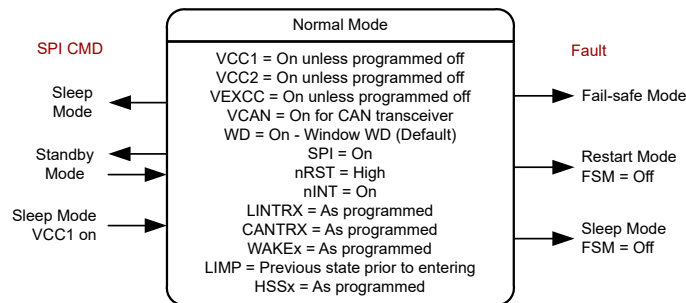 Normal Mode
SPI CMD
Sleep
Mode
Standby
Mode
Sleep Mode
VCC1 on
VCC1 = On unless programmed off
VCC2 = On unless programmed off
VEXCC = On unless programmed off
VCAN = On for CAN transceiver
WD = On - Window WD (Default)
SPI = On
nRST = High
nINT = On
LINTRX = As programmed
CANTRX = As programmed
WAKEx = As programmed
LIMP = Previous state prior to entering
HSSx = As programmed
Fault
Fail-safe Mode
Restart Mode
FSM = Off
Sleep Mode
FSM = Off